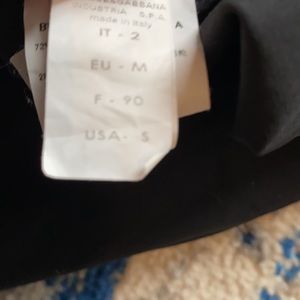 INDUSTRIA S.P.A.
made in Italy
IT - 2
EU - M
F - 90
USA- S